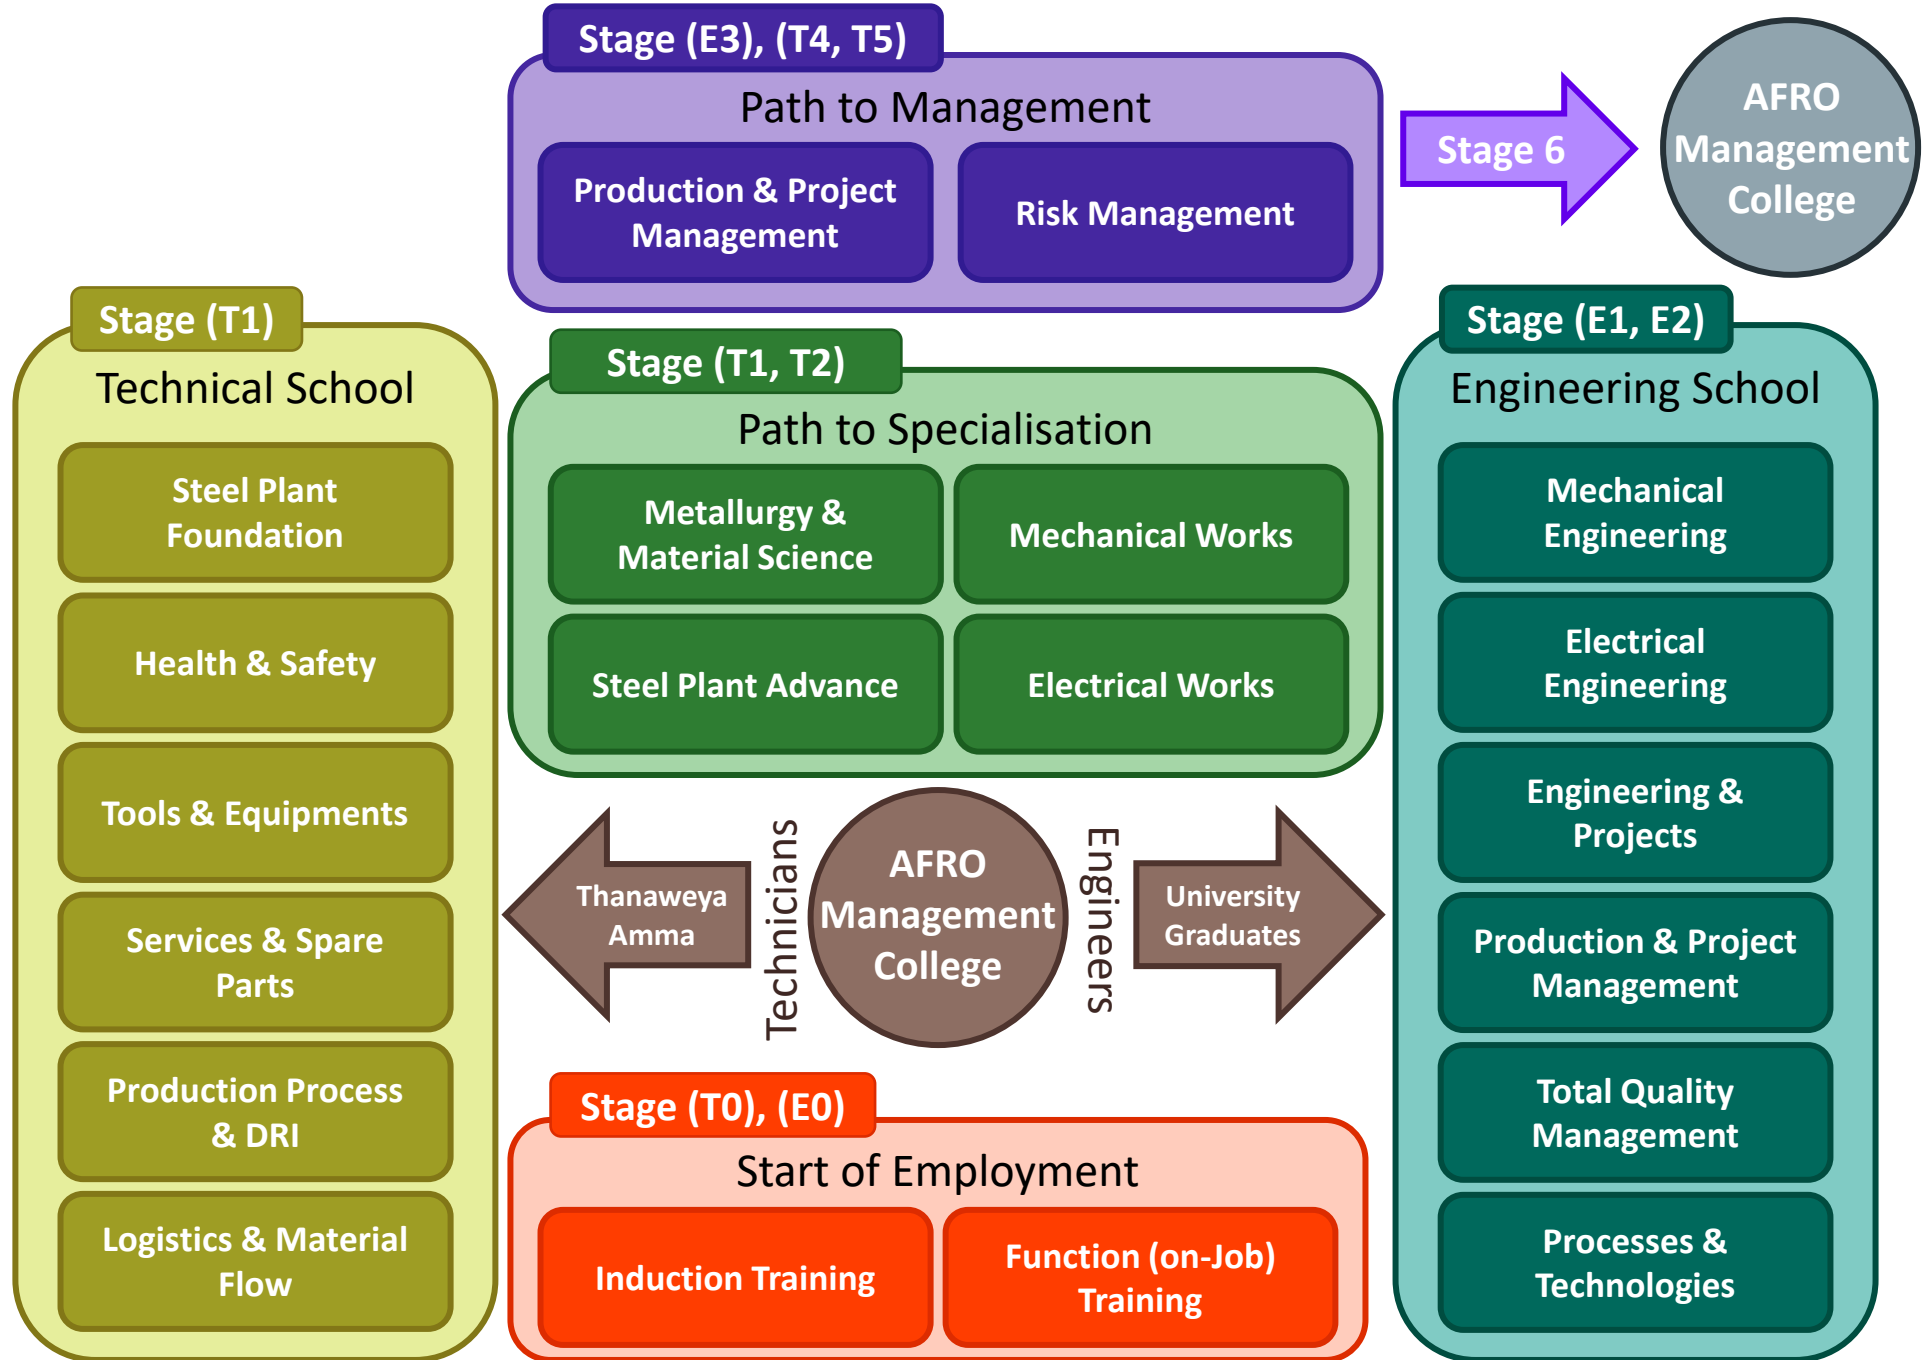 Stage (E3), (T4, T5)
Path to Management
Production & Project
Management
Risk Management
Stage 6
AFRO
Management
College
Stage (T1)
Technical School
Steel Plant
Foundation
Health & Safety
Tools & Equipments
Services & Spare
Parts
Production Process
& DRI
Logistics & Material
Flow
Stage (T1, T2)
Path to Specialisation
Metallurgy &
Material Science
Mechanical Works
Steel Plant Advance
Electrical Works
Thanaweya
Amma
Technicians
AFRO
Management
College
Engineers
University
Graduates
Stage (T0), (E0)
Start of Employment
Induction Training
Function (on-Job)
Training
Stage (E1, E2)
Engineering School
Mechanical
Engineering
Electrical
Engineering
Engineering &
Projects
Production & Project
Management
Total Quality
Management
Processes &
Technologies